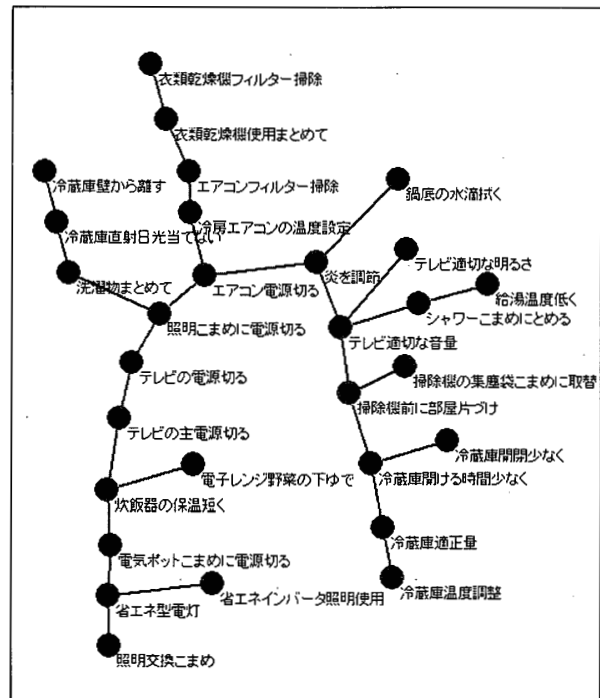 衣類乾燥機フィルター掃除
衣類乾燥機使用まとめて
冷蔵庫壁から離す
エアコンフィルター掃除
鍋底の水滴拭く
冷蔵庫直射日光当てない
冷房エアコンの温度設定
洗濯物まとめて
エアコン電源切る
炎を調節
テレビ適切な明るさ
給湯温度低く
シャワーこまめにとめる
照明こまめに電源切る
テレビ適切な音量
テレビの電源切る
掃除機の集塵袋こまめに取替
掃除機前に部屋片づけ
テレビの主電源切る
冷蔵庫開閉少なく
電子レンジ野菜の下ゆで
冷蔵庫開ける時間少なく
炊飯器の保温短く
冷蔵庫適正量
電気ポットこまめに電源切る
冷蔵庫温度調整
省エネ型電灯
省エネインバータ照明使用
照明交換こまめ